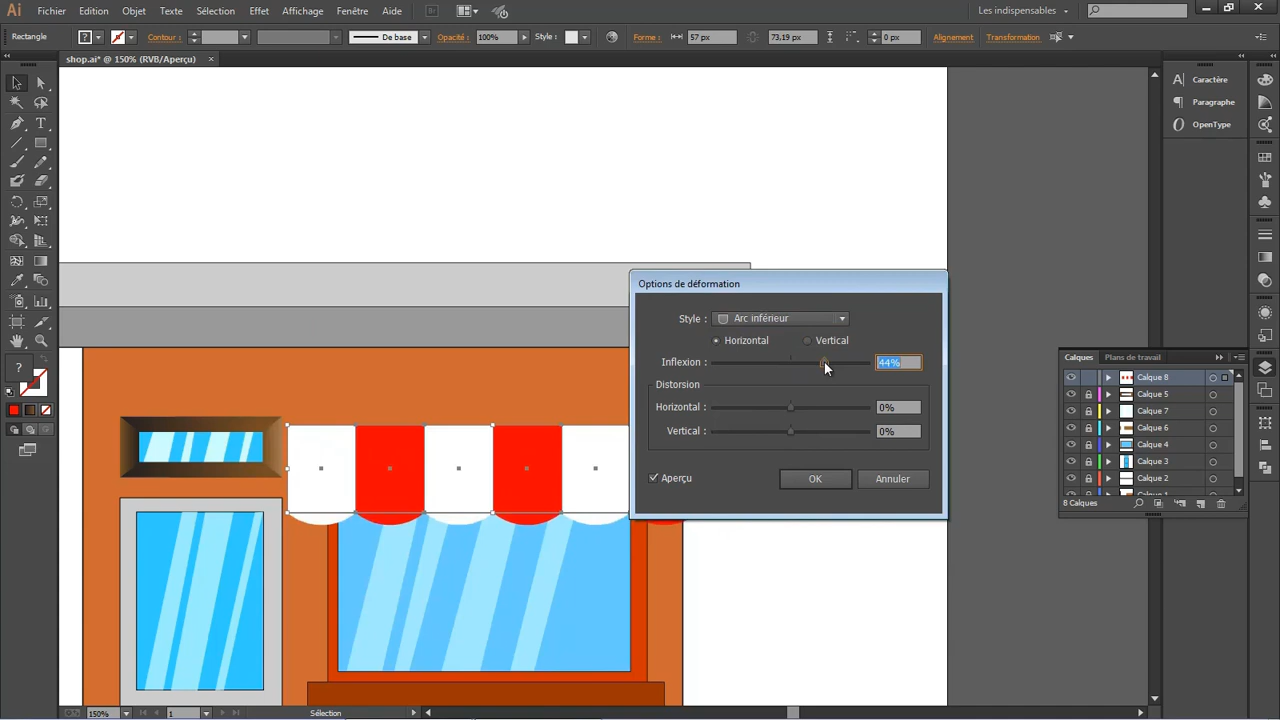 Ai Fichier Edition Objet Texte Sélection Effet Affichage Fenêtre Aide Br Les indispensables
Rectangle ? Contour : De base Opacité : 100% Style : Forme : 57 px 73,19 px 0 px Alignement Transformation
shop.ai* @ 150% (RVB/Aperçu)
Caractère
Paragraphe
OpenType
Options de déformation
Style : Arc inférieur
Horizontal Vertical
Inflexion : 44%
Distorsion
Horizontal : 0%
Vertical : 0%
Aperçu
OK Annuler
?
Calques Plans de travail
Calque 8
Calque 5
Calque 7
Calque 6
Calque 4
Calque 3
Calque 2
Calque 1
8 Calques
150% 1 Sélection